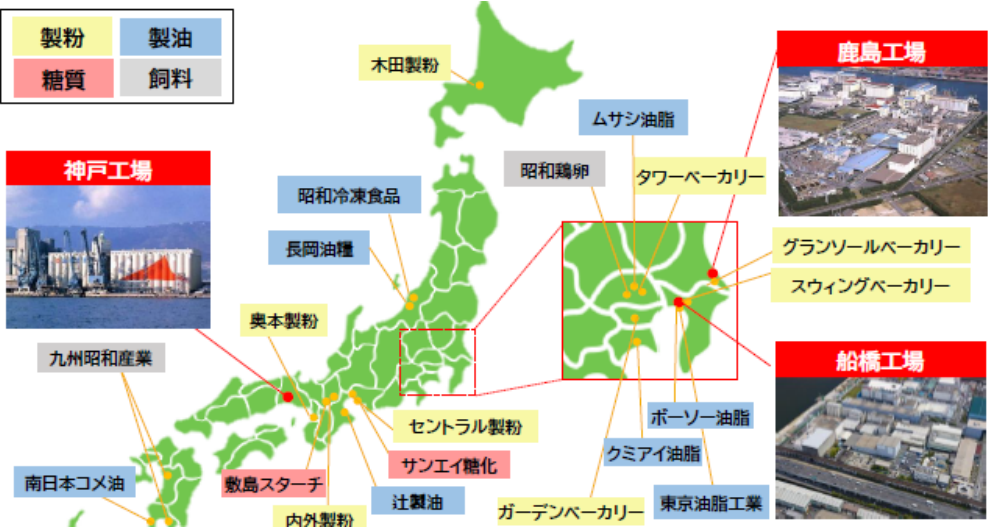 製粉
製油
糖質
飼料
木田製粉
鹿島工場
ムサシ油脂
昭和鶏卵
タワーベーカリー
神戸工場
昭和冷凍食品
長岡油糧
グランソールベーカリー
スウィングベーカリー
奥本製粉
九州昭和産業
船橋工場
ボーソー油脂
セントラル製粉
クミアイ油脂
サンエイ糖化
敷島スターチ
南日本コメ油
辻製油
東京油脂工業
ガーデンベーカリー
内外製粉